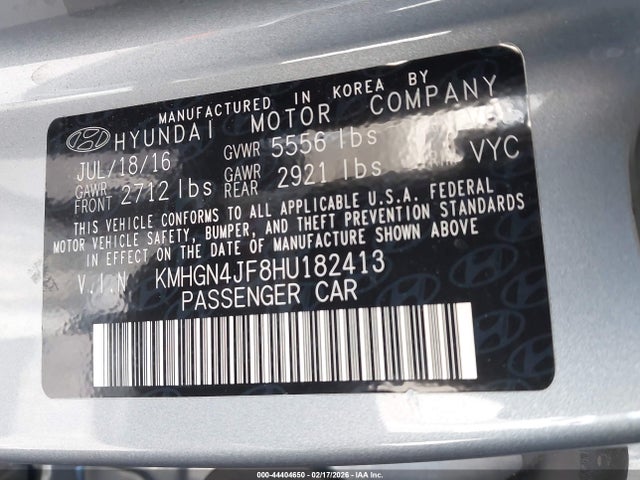 MANUFACTURED IN KOREA BY
HYUNDAI MOTOR COMPANY
JUL/18/16 GVWR 5556 lbs
GAWR FRONT 2712 lbs GAWR REAR 2921 lbs VYC
THIS VEHICLE CONFORMS TO ALL APPLICABLE U.S.A. FEDERAL
MOTOR VEHICLE SAFETY, BUMPER, AND THEFT PREVENTION STANDARDS
IN EFFECT ON THE DATE OF MANUFACTURE SHOWN ABOVE
V.I.N KMHGN4JF8HU182413
PASSENGER CAR
000-44404650 - 02/17/2026 - IAA Inc.